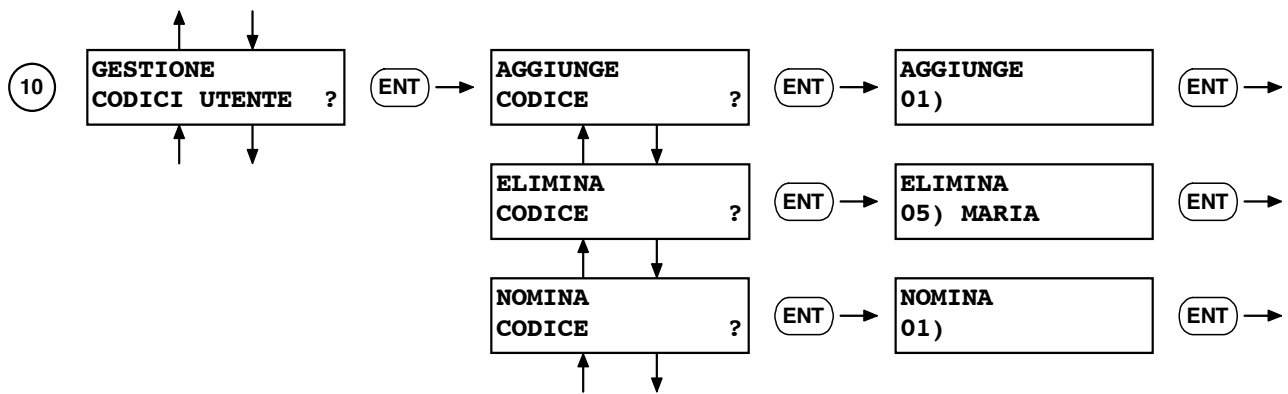 10
GESTIONE
CODICI UTENTE ?
ENT
AGGIUNGE
CODICE ?
ENT
AGGIUNGE
01)
ENT
ELIMINA
CODICE ?
ENT
ELIMINA
05) MARIA
ENT
NOMINA
CODICE ?
ENT
NOMINA
01)
ENT